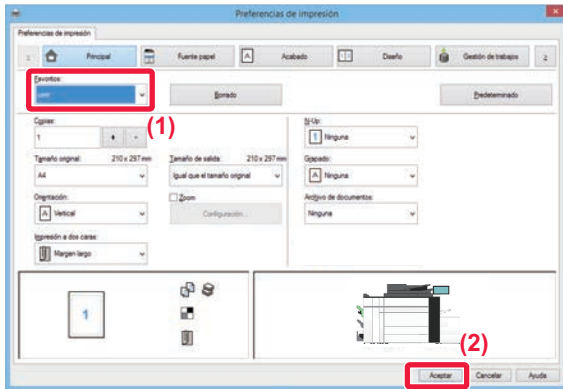 Preferencias de impresión
Preferencias de impresión
Principal
Fuente papel
A
Acabado
Diseño
Gestión de trabajos
Favoritos:
user
Borrado
Predeterminado
(1)
Copias:
1
+ -
N-Up:
1 Ninguna
Tamaño original: 210 x 297 mm
A4
Tamaño de salida: 210 x 297 mm
Igual que el tamaño original
Grapado:
A Ninguna
Orientación:
A Vertical
Zoom
Configuración...
Archivo de documentos:
Ninguna
Impresión a dos caras:
Margen largo
1
(2)
Aceptar
Cancelar
Ayuda